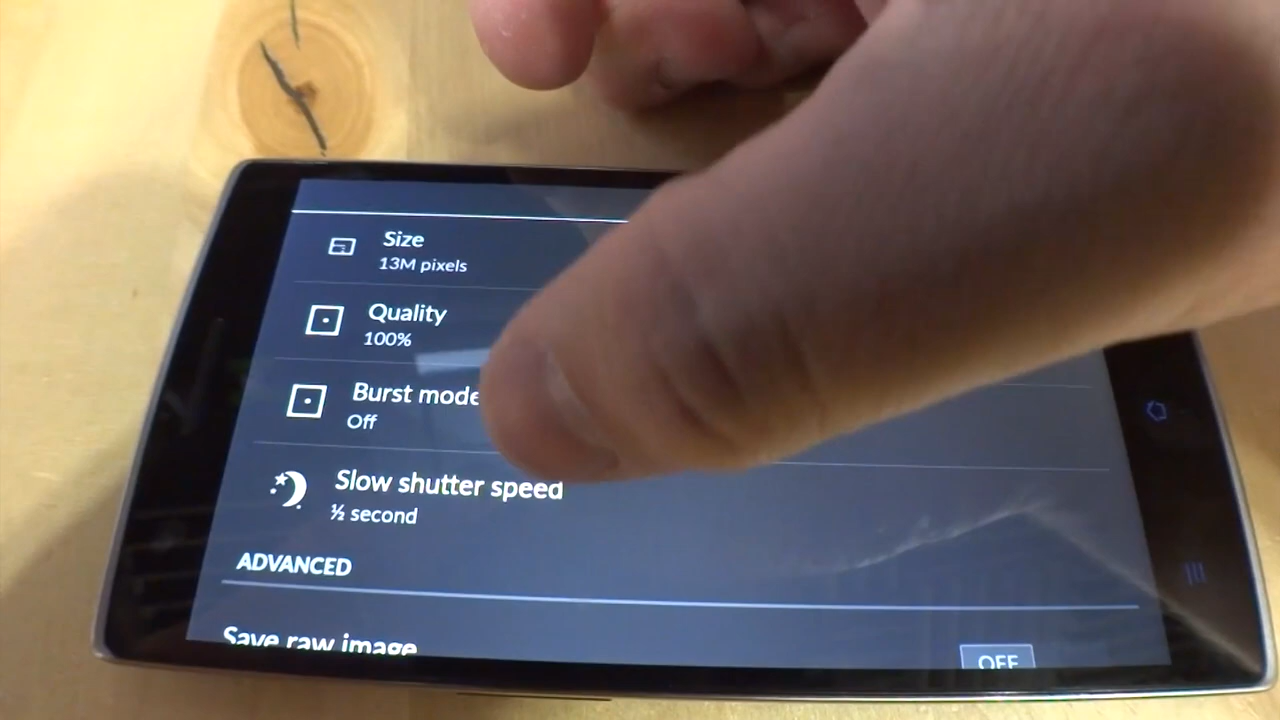 Size
13M pixels
Quality
100%
Burst mode
Off
Slow shutter speed
½ second
ADVANCED
Save raw image
OFF